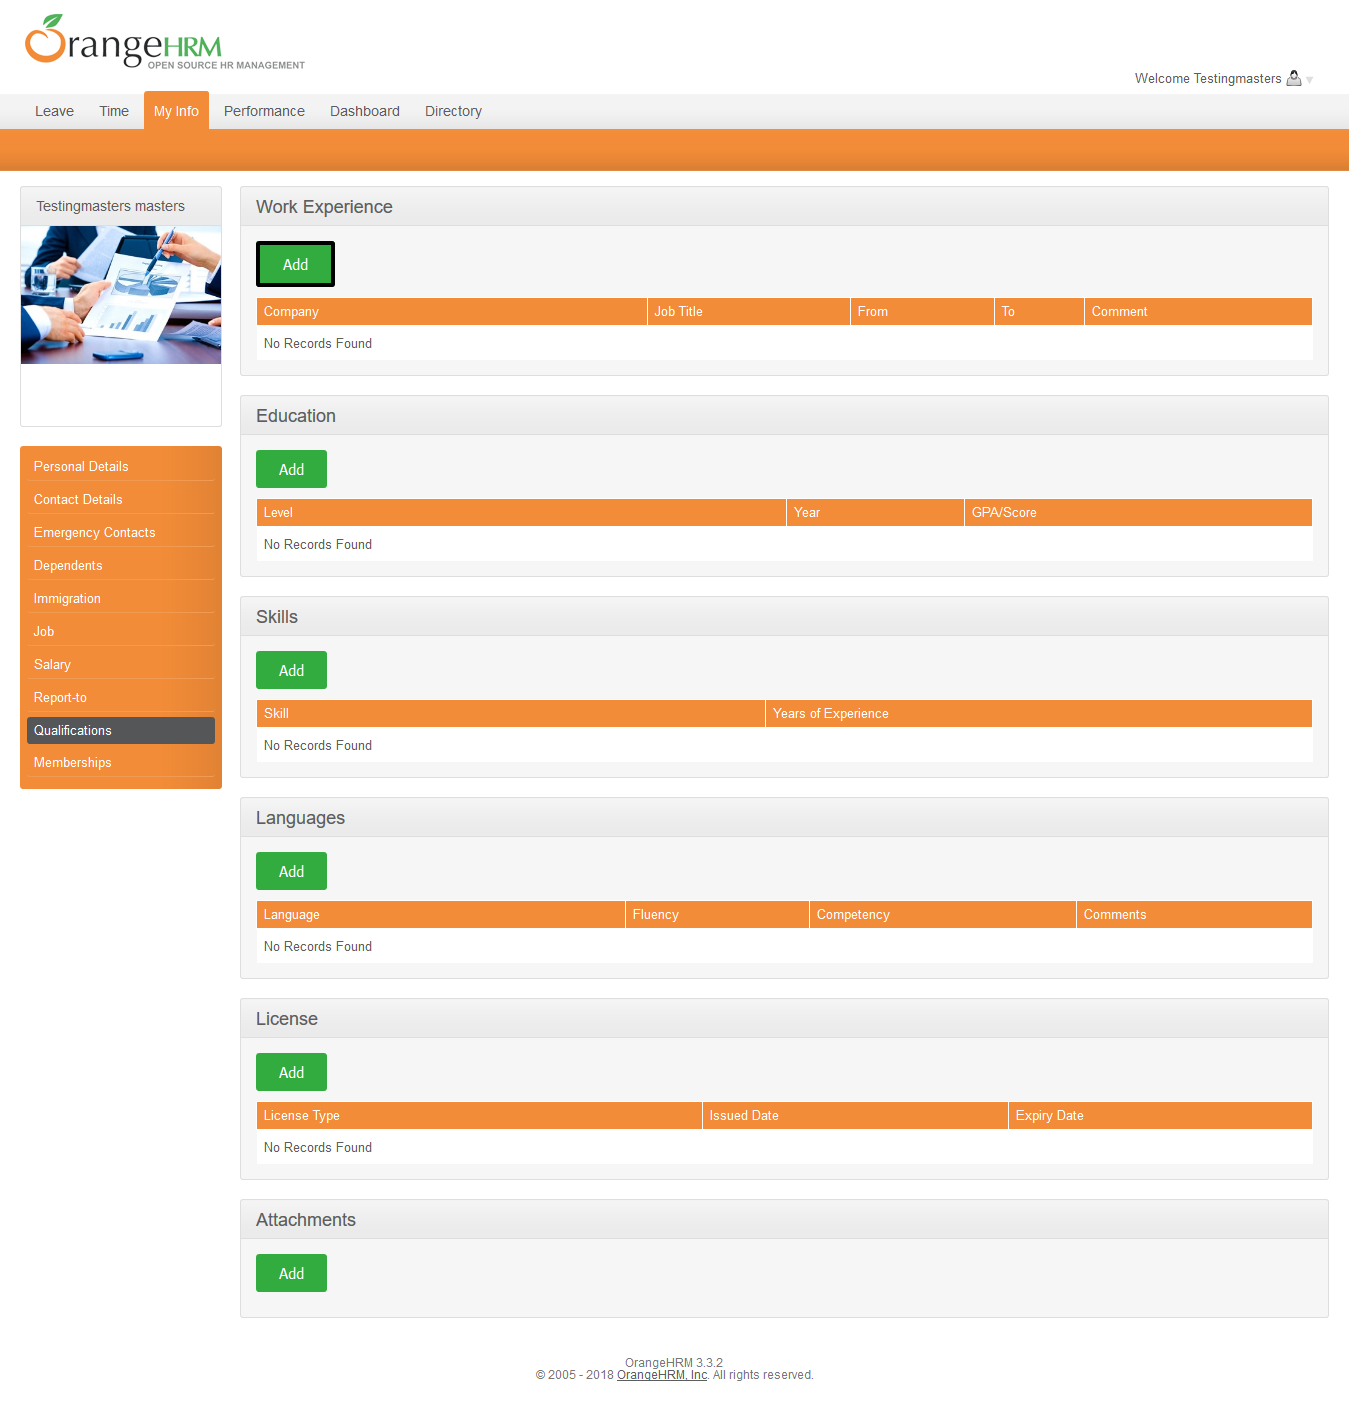 OrangeHRM
OPEN SOURCE HR MANAGEMENT
Welcome Testingmasters
Leave Time My Info Performance Dashboard Directory
Testingmasters masters
Personal Details
Contact Details
Emergency Contacts
Dependents
Immigration
Job
Salary
Report-to
Qualifications
Memberships
Work Experience
Add
Company Job Title From To Comment
No Records Found
Education
Add
Level Year GPA/Score
No Records Found
Skills
Add
Skill Years of Experience
No Records Found
Languages
Add
Language Fluency Competency Comments
No Records Found
License
Add
License Type Issued Date Expiry Date
No Records Found
Attachments
Add
OrangeHRM 3.3.2
© 2005 - 2018 OrangeHRM, Inc. All rights reserved.